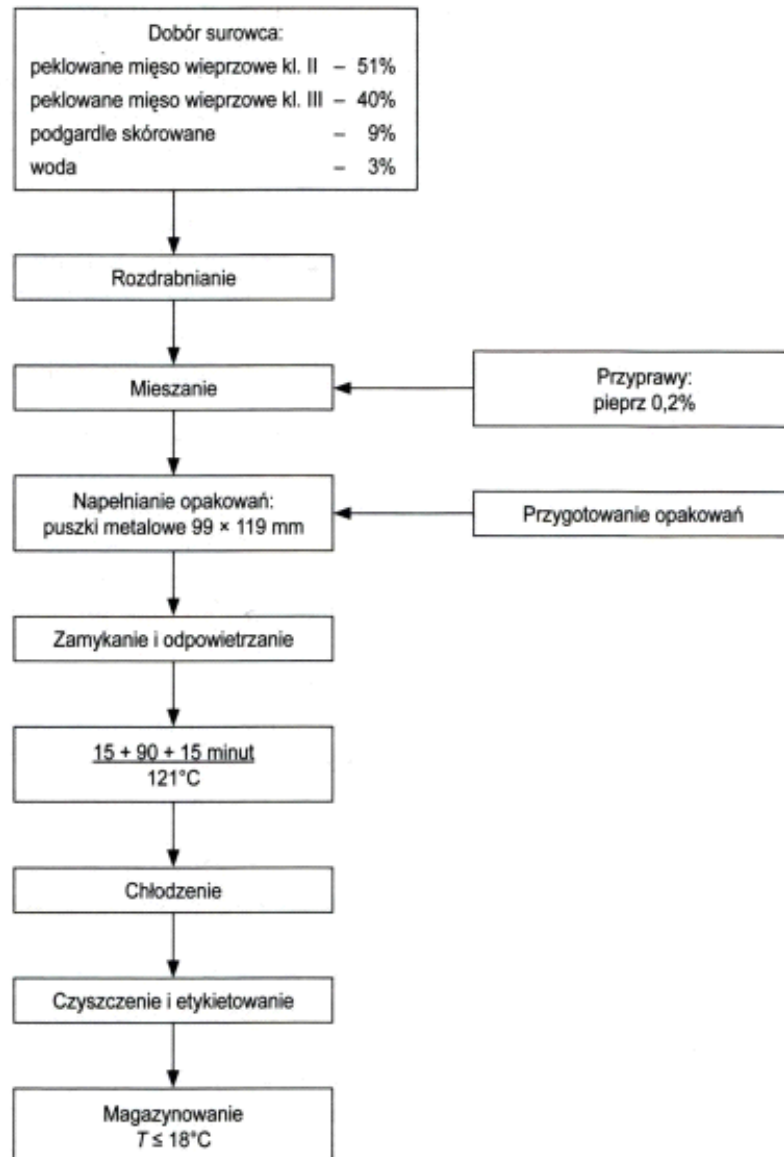 Dobór surowca:
peklowane mięso wieprzowe kl. II – 51%
peklowane mięso wieprzowe kl. III – 40%
podgardle skórowane – 9%
woda – 3%
Rozdrabnianie
Mieszanie
Przyprawy:
pieprz 0,2%
Napełnianie opakowań:
puszki metalowe 99 × 119 mm
Przygotowanie opakowań
Zamykanie i odpowietrzanie
15 + 90 + 15 minut
121°C
Chłodzenie
Czyszczenie i etykietowanie
Magazynowanie
T ≤ 18°C